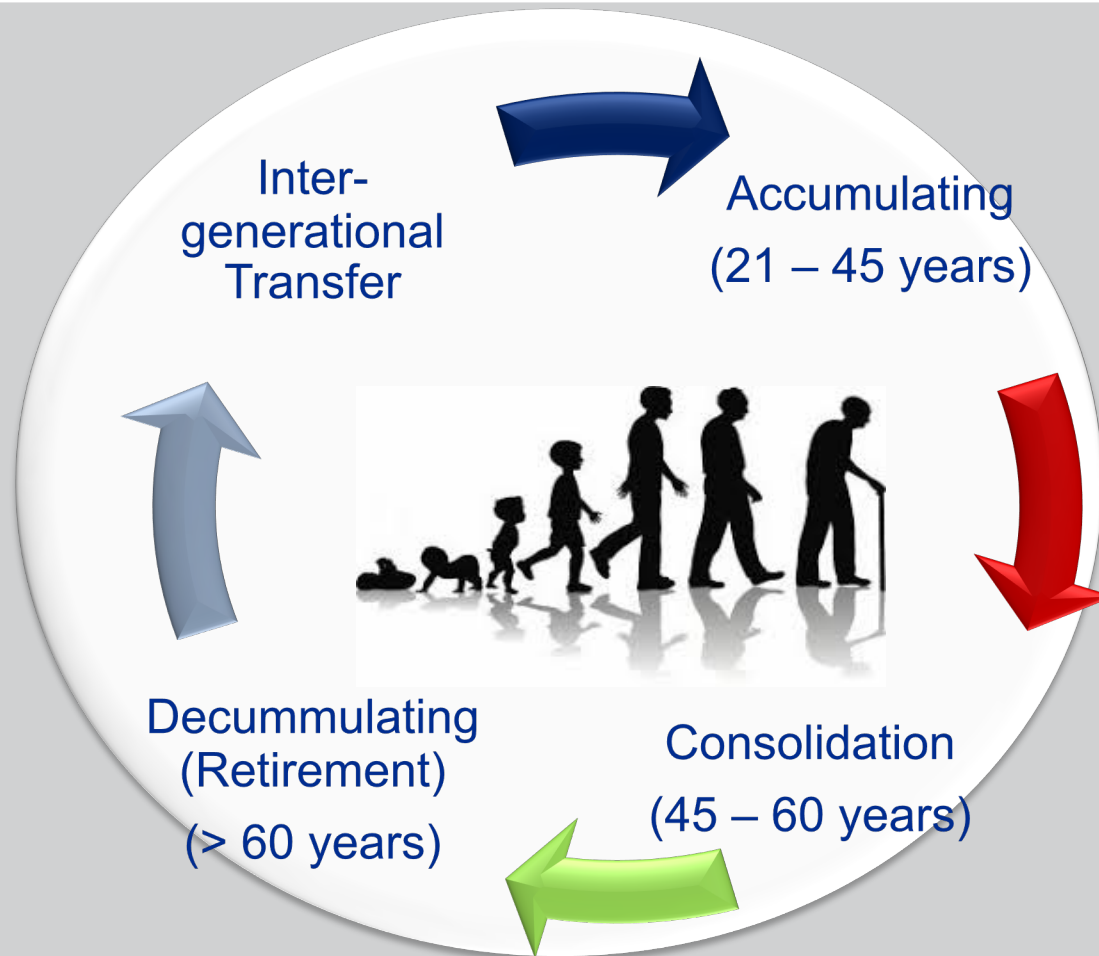 Inter-
generational
Transfer
Accumulating
(21 – 45 years)
Decummulating
(Retirement)
(> 60 years)
Consolidation
(45 – 60 years)